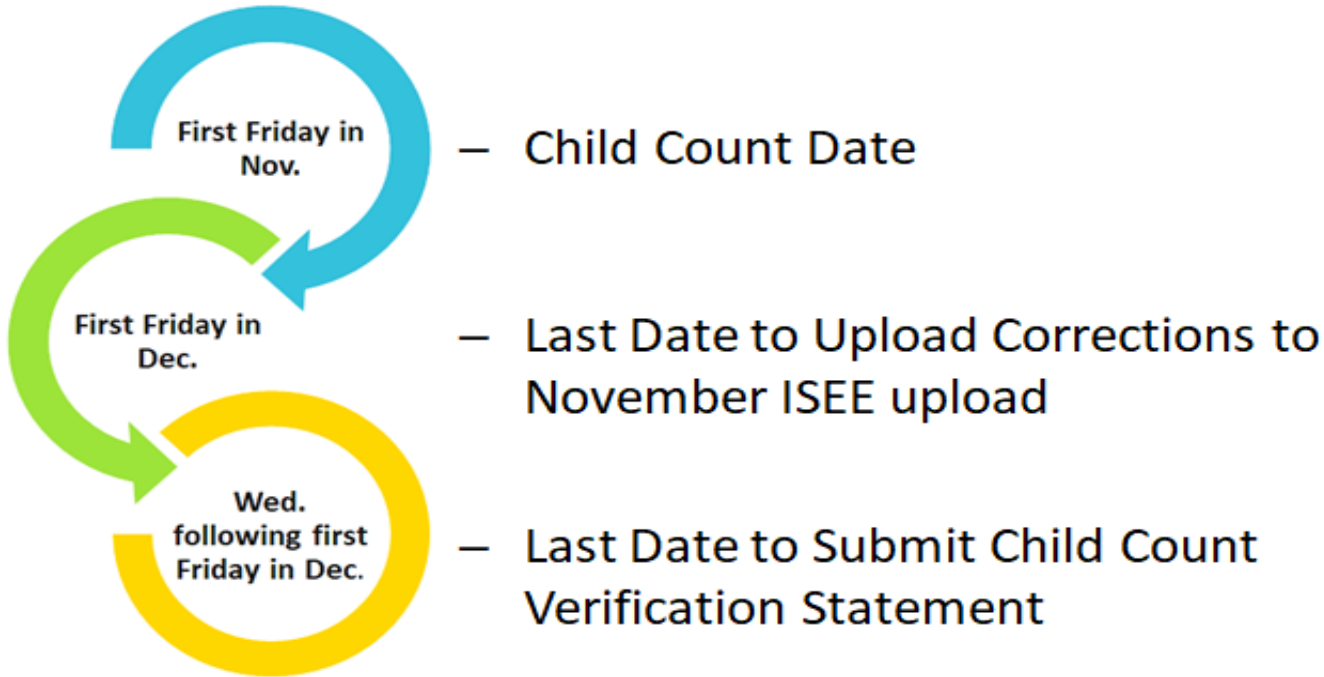 First Friday in
Nov.
– Child Count Date
First Friday in
Dec.
– Last Date to Upload Corrections to
November ISEE upload
Wed.
following first
Friday in Dec.
– Last Date to Submit Child Count
Verification Statement